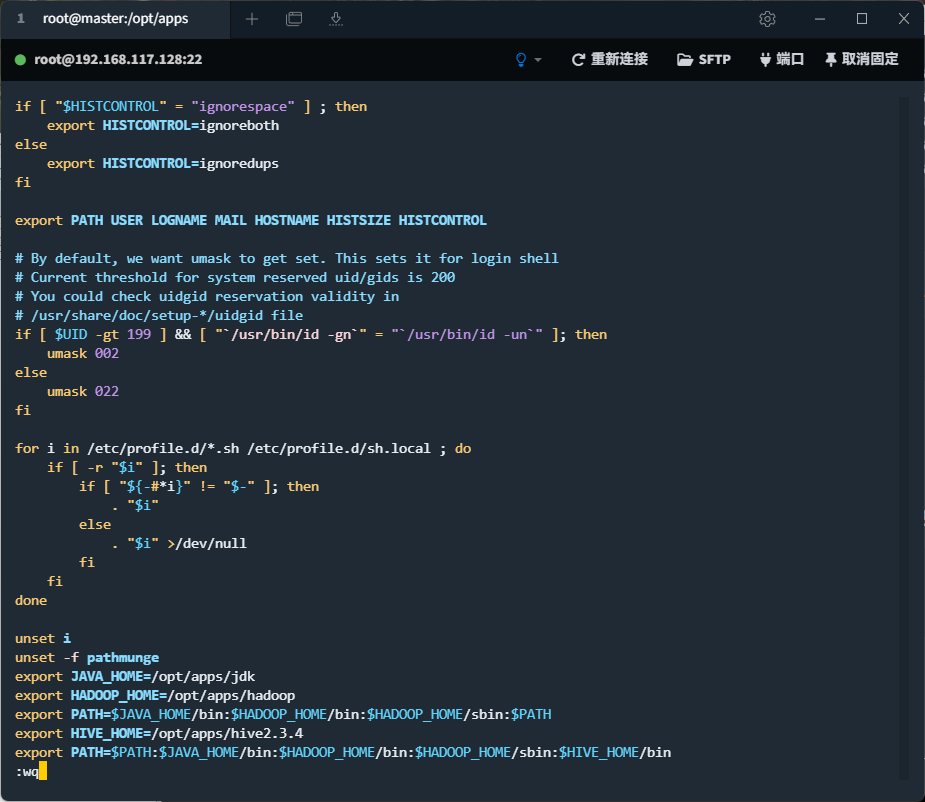 1 root@master:/opt/apps
root@192.168.117.128:22 重新连接 SFTP 端口 取消固定
if [ "$HISTCONTROL" = "ignorespace" ] ; then
    export HISTCONTROL=ignoreboth
else
    export HISTCONTROL=ignoredups
fi

export PATH USER LOGNAME MAIL HOSTNAME HISTSIZE HISTCONTROL

# By default, we want umask to get set. This sets it for login shell
# Current threshold for system reserved uid/gids is 200
# You could check uidgid reservation validity in
# /usr/share/doc/setup-*/uidgid file
if [ $UID -gt 199 ] && [ "`/usr/bin/id -gn`" = "`/usr/bin/id -un`" ]; then
    umask 002
else
    umask 022
fi

for i in /etc/profile.d/*.sh /etc/profile.d/sh.local ; do
    if [ -r "$i" ]; then
        if [ "${-#*i}" != "$-" ]; then
            . "$i"
        else
            . "$i" >/dev/null
        fi
    fi
done

unset i
unset -f pathmunge
export JAVA_HOME=/opt/apps/jdk
export HADOOP_HOME=/opt/apps/hadoop
export PATH=$JAVA_HOME/bin:$HADOOP_HOME/bin:$HADOOP_HOME/sbin:$PATH
export HIVE_HOME=/opt/apps/hive2.3.4
export PATH=$PATH:$JAVA_HOME/bin:$HADOOP_HOME/bin:$HADOOP_HOME/sbin:$HIVE_HOME/bin
:wq